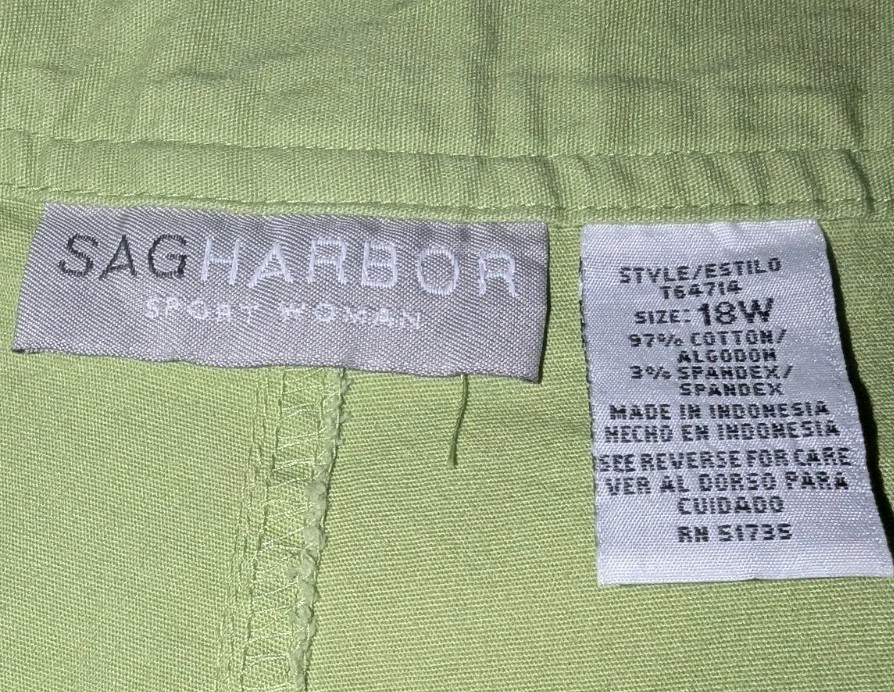 SAGHARBOR
SPORT WOMAN
STYLE/ESTILO
T64714
SIZE: 18W
97% COTTON/
ALGODON
3% SPANDEX/
SPANDEX
MADE IN INDONESIA
HECHO EN INDONESIA
SEE REVERSE FOR CARE
VER AL DORSO PARA
CUIDADO
RN 51735